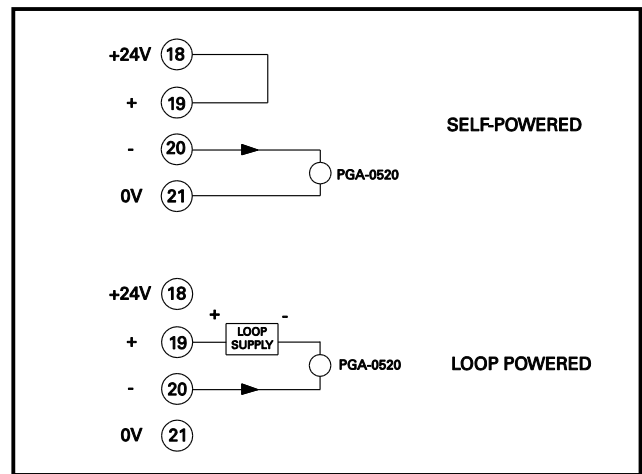 +24V 18
+ 19
SELF-POWERED
- 20
PGA-0520
0V 21
+24V 18
+ -
+ 19 LOOP
SUPPLY
PGA-0520 LOOP POWERED
- 20
0V 21